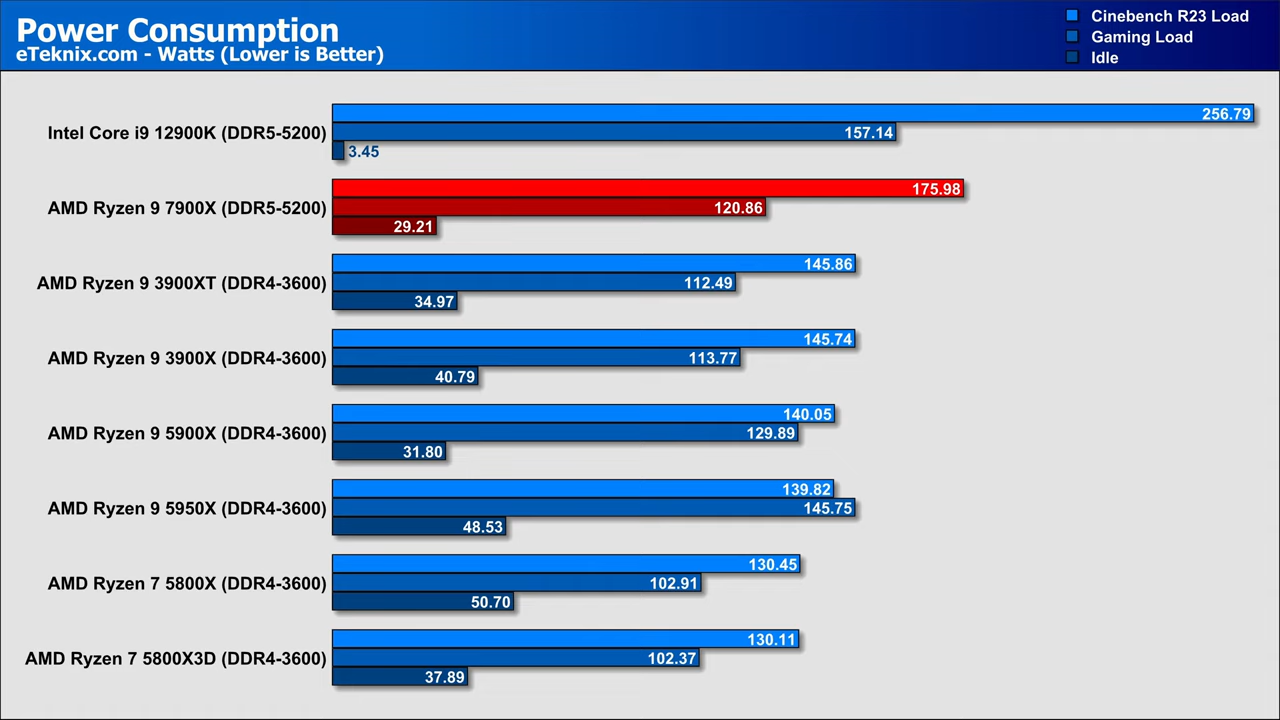 Power Consumption
eTeknix.com - Watts (Lower is Better)
Cinebench R23 Load
Gaming Load
Idle
Intel Core i9 12900K (DDR5-5200)
256.79
157.14
3.45
AMD Ryzen 9 7900X (DDR5-5200)
175.98
120.86
29.21
AMD Ryzen 9 3900XT (DDR4-3600)
145.86
112.49
34.97
AMD Ryzen 9 3900X (DDR4-3600)
145.74
113.77
40.79
AMD Ryzen 9 5900X (DDR4-3600)
140.05
129.89
31.80
AMD Ryzen 9 5950X (DDR4-3600)
139.82
145.75
48.53
AMD Ryzen 7 5800X (DDR4-3600)
130.45
102.91
50.70
AMD Ryzen 7 5800X3D (DDR4-3600)
130.11
102.37
37.89